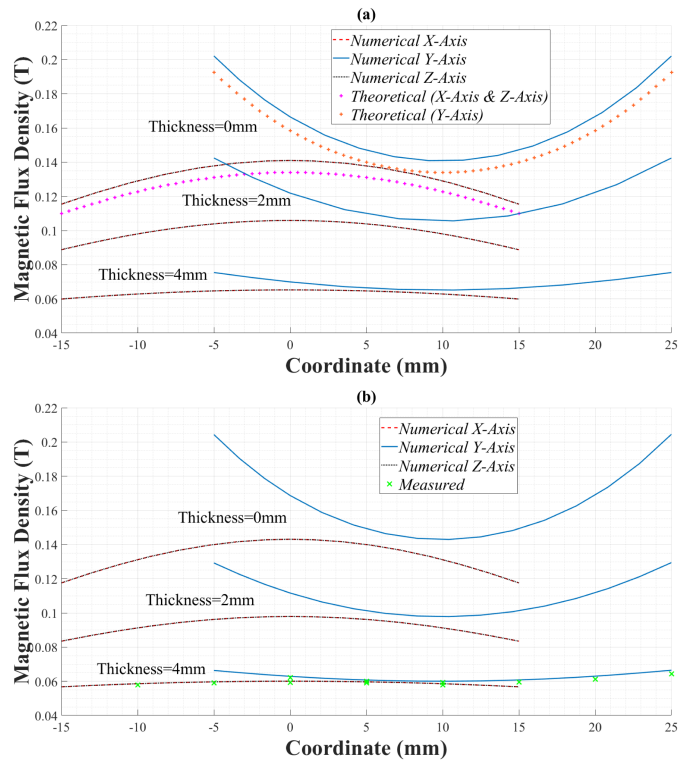 (a)
0.22
0.2
0.18
0.16
0.14
0.12
0.1
0.08
0.06
0.04
Magnetic Flux Density (T)
Numerical X-Axis
Numerical Y-Axis
Numerical Z-Axis
Theoretical (X-Axis & Z-Axis)
Theoretical (Y-Axis)
Thickness=0mm
Thickness=2mm
Thickness=4mm
-15 -10 -5 0 5 10 15 20 25
Coordinate (mm)
(b)
0.22
0.2
0.18
0.16
0.14
0.12
0.1
0.08
0.06
0.04
Magnetic Flux Density (T)
Numerical X-Axis
Numerical Y-Axis
Numerical Z-Axis
Measured
Thickness=0mm
Thickness=2mm
Thickness=4mm
-15 -10 -5 0 5 10 15 20 25
Coordinate (mm)